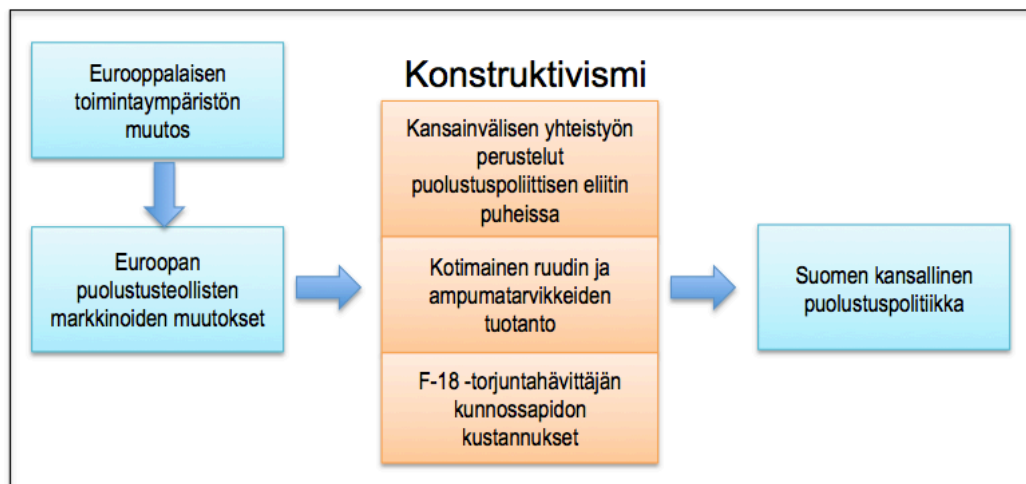 Eurooppalaisen
toimintaympäristön
muutos
Euroopan
puolustusteollisten
markkinoiden muutokset
Konstruktivismi
Kansainvälisen yhteistyön
perustelut
puolustuspoliittisen eliitin
puheissa
Kotimainen ruudin ja
ampumatarvikkeiden
tuotanto
F-18 -torjuntahävittäjän
kunnossapidon
kustannukset
Suomen kansallinen
puolustuspolitiikka